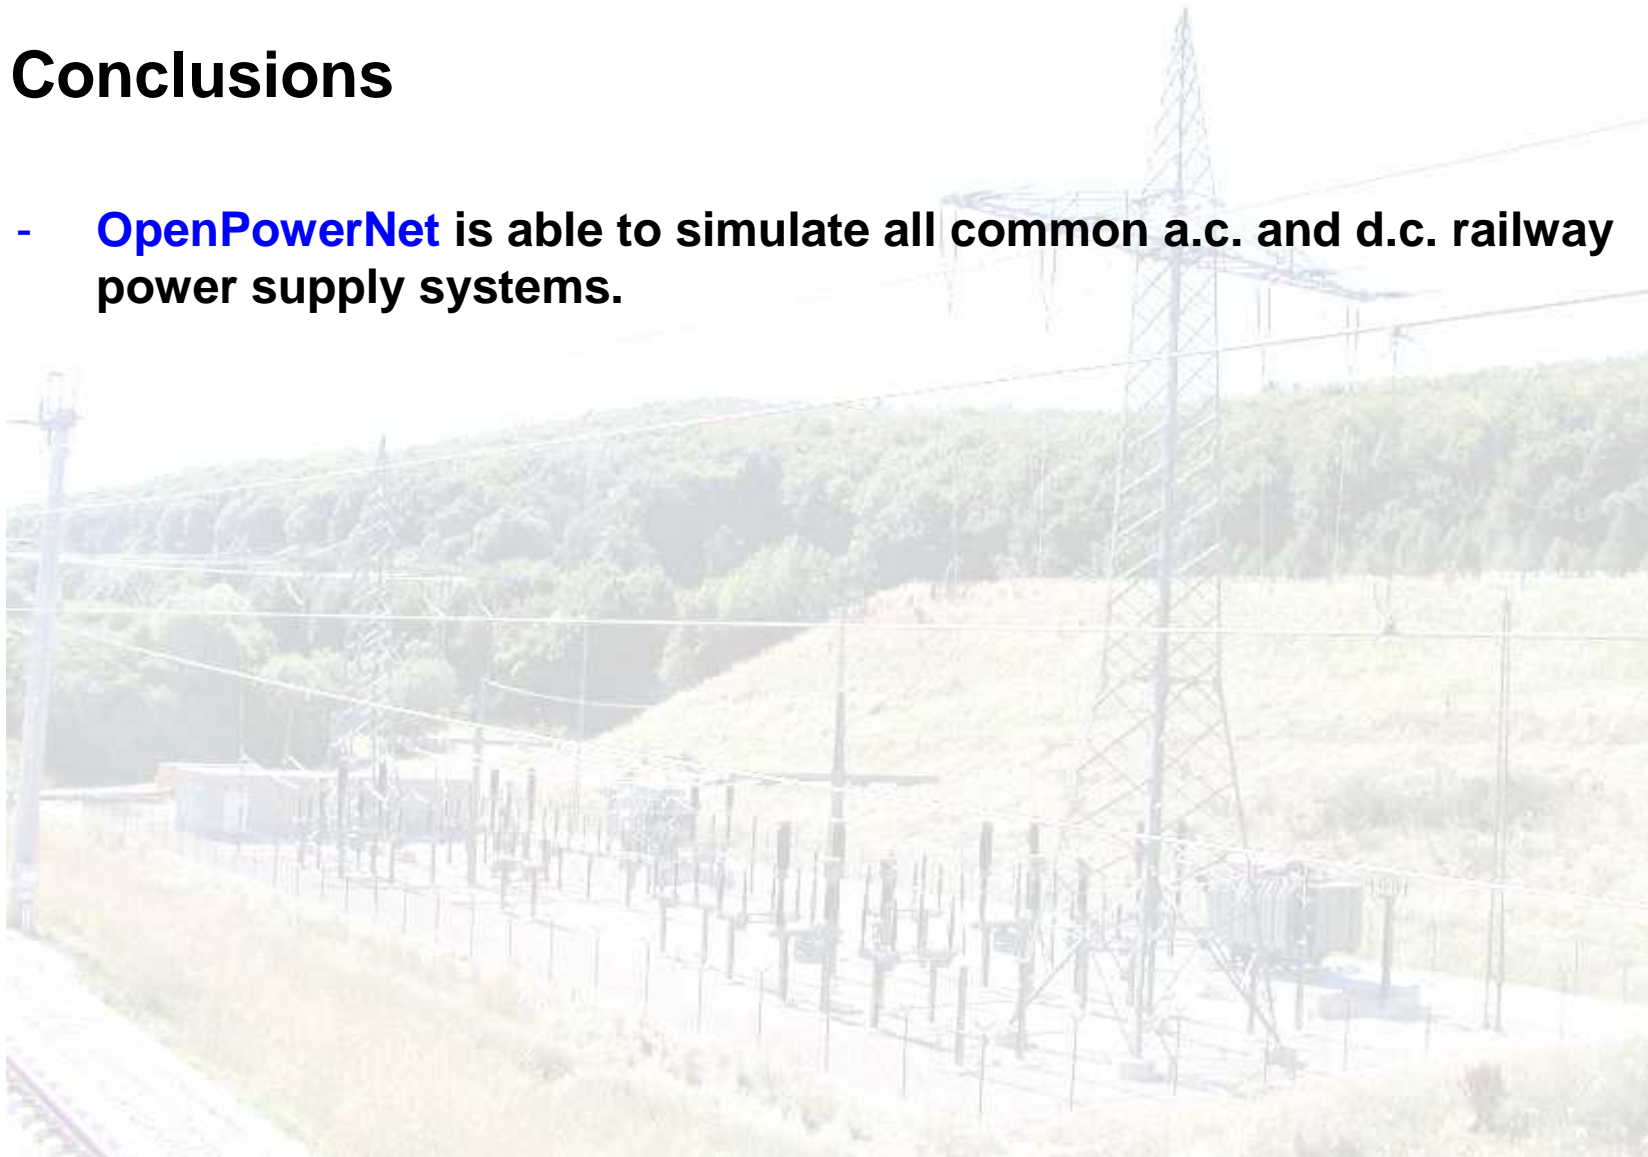 Conclusions
- OpenPowerNet is able to simulate all common a.c. and d.c. railway
power supply systems.